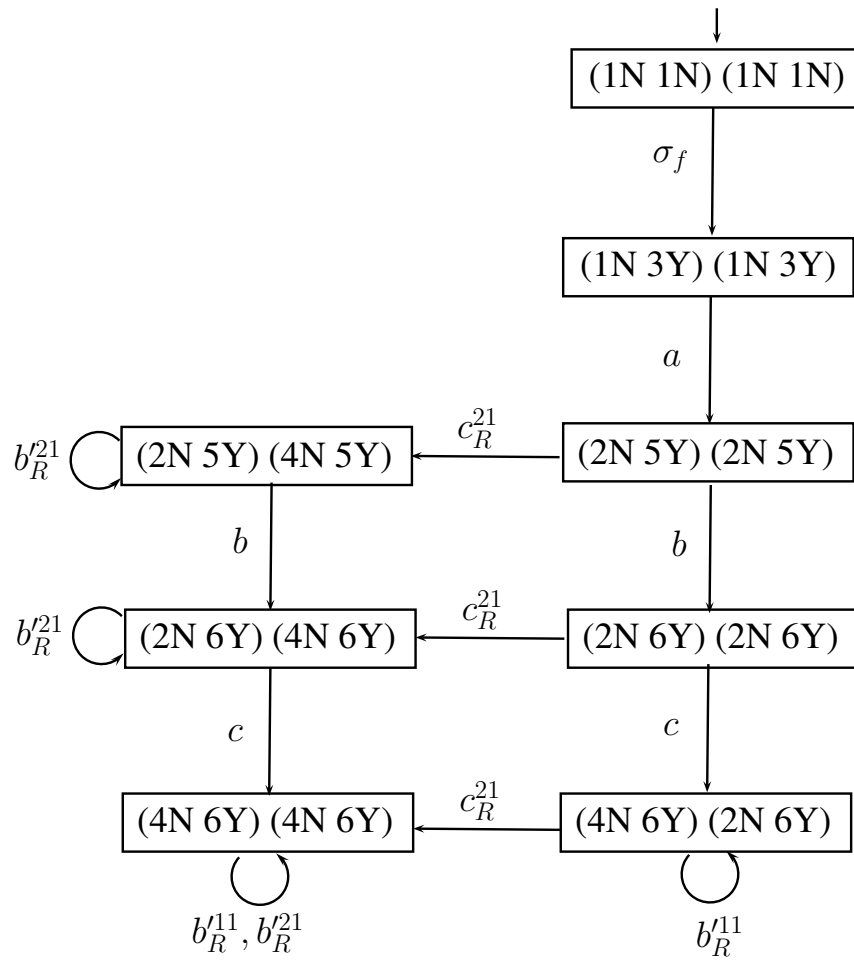 (1N 1N) (1N 1N)
σ_f
(1N 3Y) (1N 3Y)
a
b'^{21}_R (2N 5Y) (4N 5Y) c^{21}_R (2N 5Y) (2N 5Y)
b b
b'^{21}_R (2N 6Y) (4N 6Y) c^{21}_R (2N 6Y) (2N 6Y)
c c
(4N 6Y) (4N 6Y) c^{21}_R (4N 6Y) (2N 6Y)
b'^{11}_R, b'^{21}_R b'^{11}_R